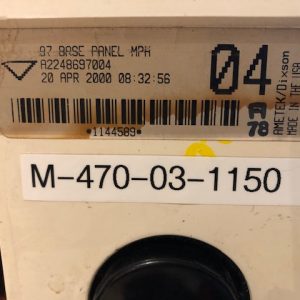 97 BASE PANEL MPH
A2248697004
20 APR 2000 08:32:56
04
*1144589*
A
78
AMETEK/Dixson
MADE IN THE USA
M-470-03-1150